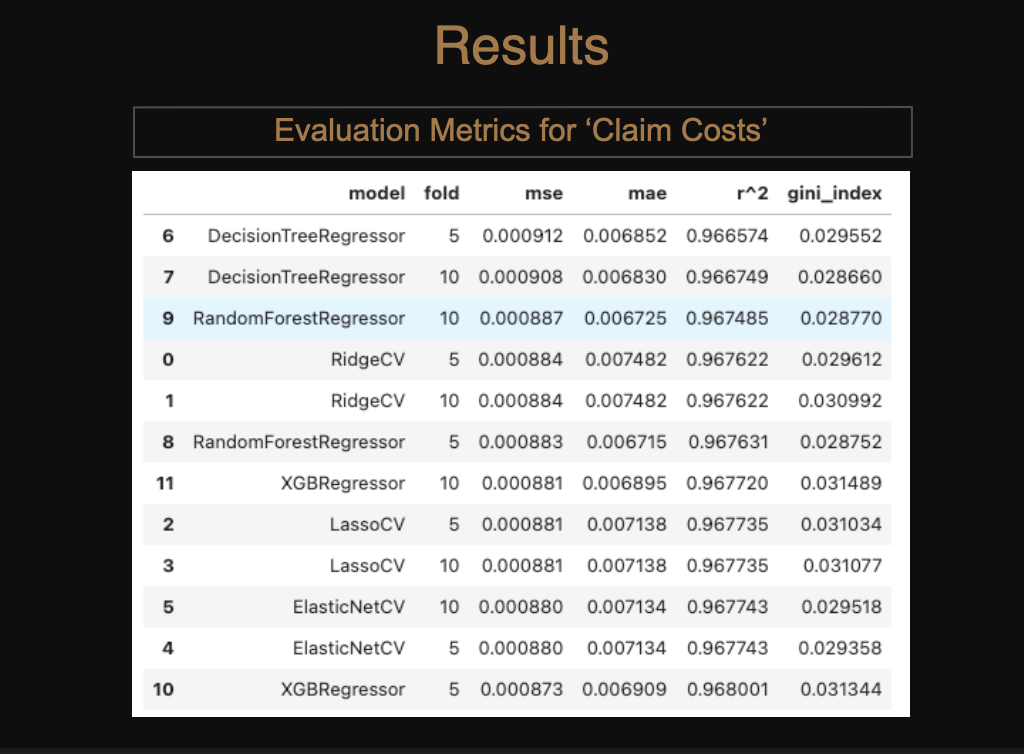 Results
Evaluation Metrics for ‘Claim Costs’
model fold mse mae r^2 gini_index
6 DecisionTreeRegressor 5 0.000912 0.006852 0.966574 0.029552
7 DecisionTreeRegressor 10 0.000908 0.006830 0.966749 0.028660
9 RandomForestRegressor 10 0.000887 0.006725 0.967485 0.028770
0 RidgeCV 5 0.000884 0.007482 0.967622 0.029612
1 RidgeCV 10 0.000884 0.007482 0.967622 0.030992
8 RandomForestRegressor 5 0.000883 0.006715 0.967631 0.028752
11 XGBRegressor 10 0.000881 0.006895 0.967720 0.031489
2 LassoCV 5 0.000881 0.007138 0.967735 0.031034
3 LassoCV 10 0.000881 0.007138 0.967735 0.031077
5 ElasticNetCV 10 0.000880 0.007134 0.967743 0.029518
4 ElasticNetCV 5 0.000880 0.007134 0.967743 0.029358
10 XGBRegressor 5 0.000873 0.006909 0.968001 0.031344